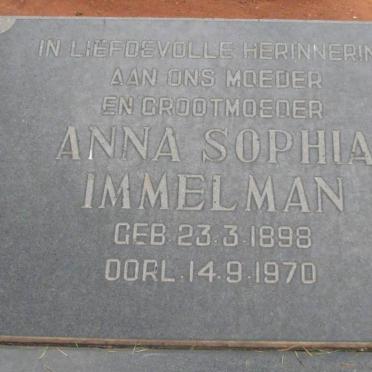 IN LIEFDEVOLLE HERINNERIN
AAN ONS MOEDER
EN GROOTMOEDER
ANNA SOPHIA
IMMELMAN
GEB. 23.3.1898
OORL. 14.9.1970